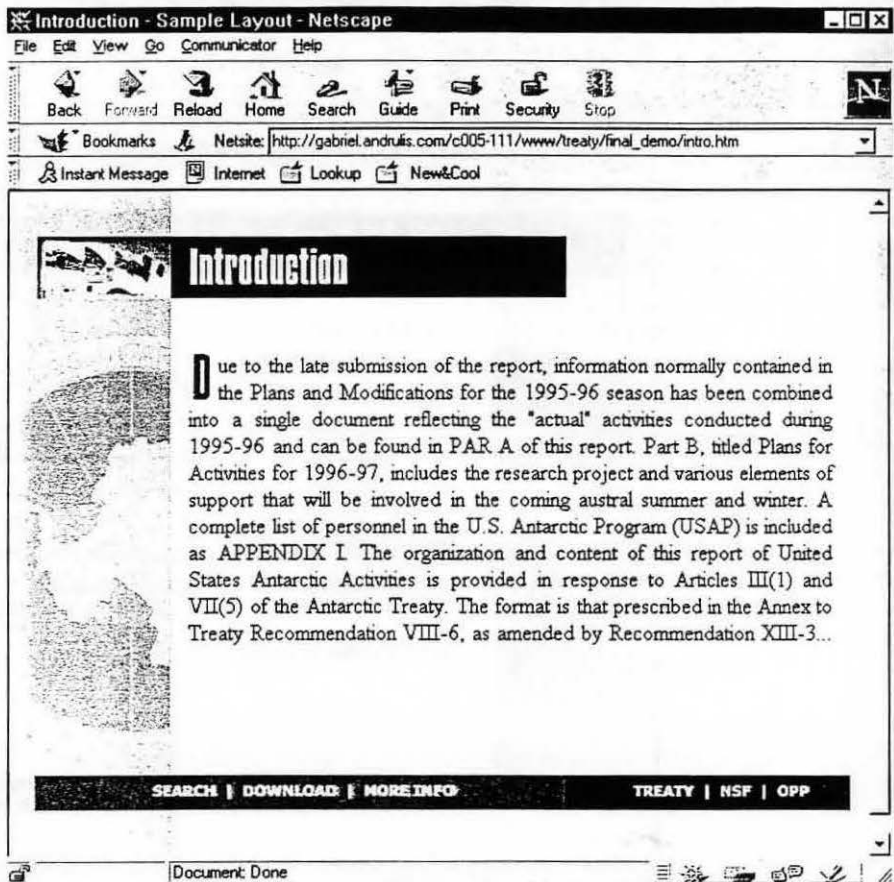 Introduction - Sample Layout - Netscape
File Edit View Go Communicator Help
Back Forward Reload Home Search Guide Print Security Stop
N
Bookmarks Netsite: http://gabriel.andrulis.com/c005-111/www/treaty/final_demo/intro.htm
Instant Message Internet Lookup New&Cool
Introduction
Due to the late submission of the report, information normally contained in
the Plans and Modifications for the 1995-96 season has been combined
into a single document reflecting the "actual" activities conducted during
1995-96 and can be found in PAR A of this report. Part B, titled Plans for
Activities for 1996-97, includes the research project and various elements of
support that will be involved in the coming austral summer and winter. A
complete list of personnel in the U.S. Antarctic Program (USAP) is included
as APPENDIX I. The organization and content of this report of United
States Antarctic Activities is provided in response to Articles III(1) and
VII(5) of the Antarctic Treaty. The format is that prescribed in the Annex to
Treaty Recommendation VIII-6, as amended by Recommendation XIII-3...
SEARCH | DOWNLOAD | MORE INFO TREATY | NSF | OPP
Document: Done